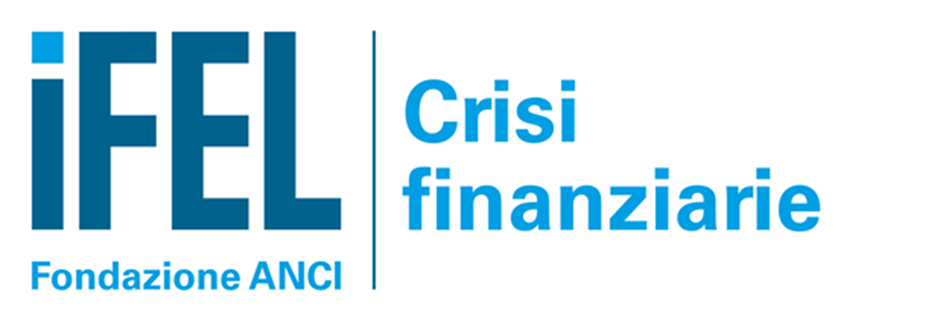 iFEL
Fondazione ANCI
Crisi
finanziarie